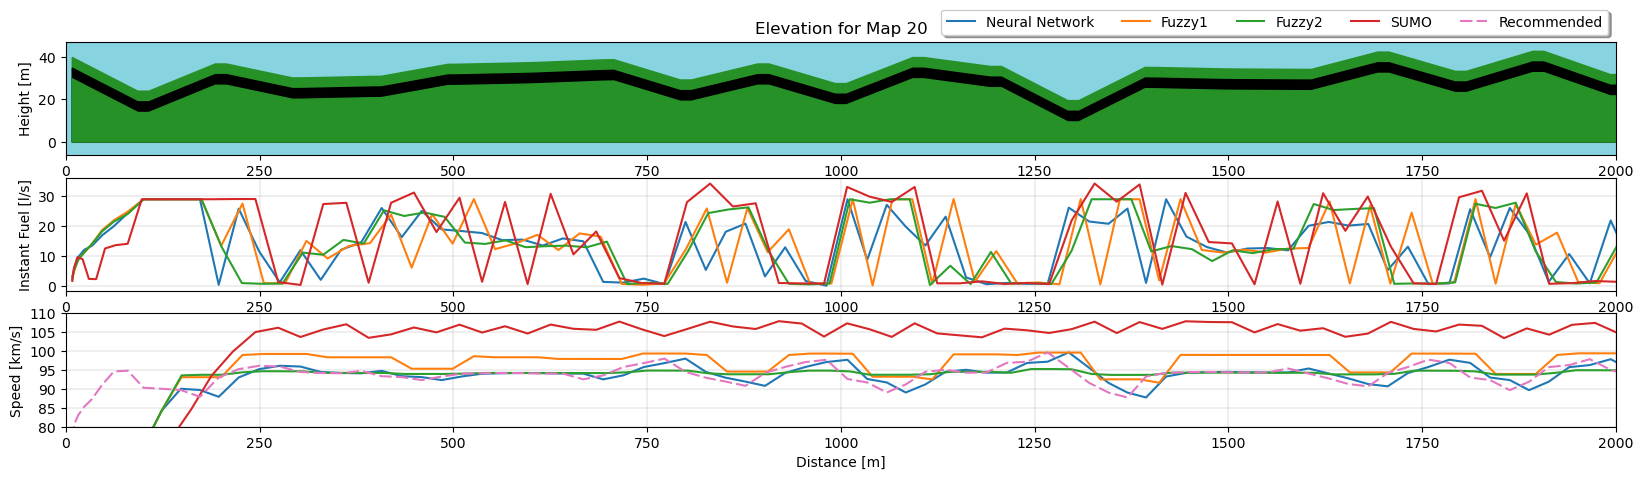 Elevation for Map 20
Neural Network Fuzzy1 Fuzzy2 SUMO Recommended
Height [m]
40
20
0
0 250 500 750 1000 1250 1500 1750 2000
Instant Fuel [l/s]
30
20
10
0
0 250 500 750 1000 1250 1500 1750 2000
Speed [km/s]
110
105
100
95
90
85
80
0 250 500 750 1000 1250 1500 1750 2000
Distance [m]